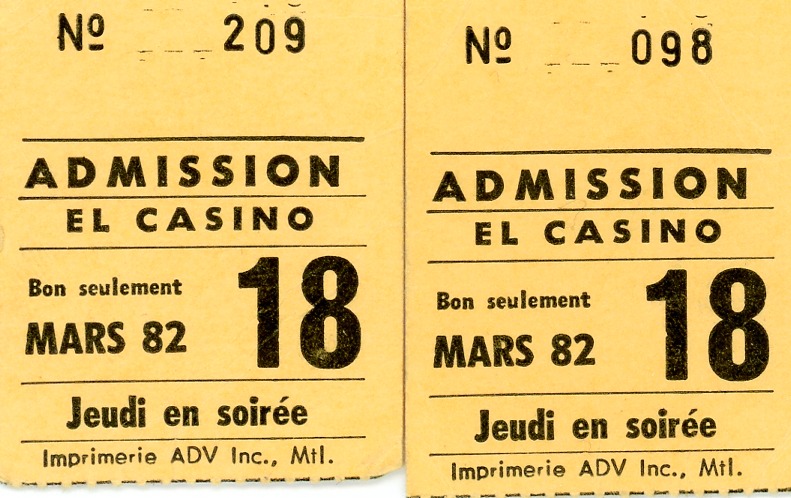 Nº 209
ADMISSION
EL CASINO
Bon seulement
MARS 82
18
Jeudi en soirée
Imprimerie ADV Inc., Mtl.
Nº 098
ADMISSION
EL CASINO
Bon seulement
MARS 82
18
Jeudi en soirée
Imprimerie ADV Inc., Mtl.